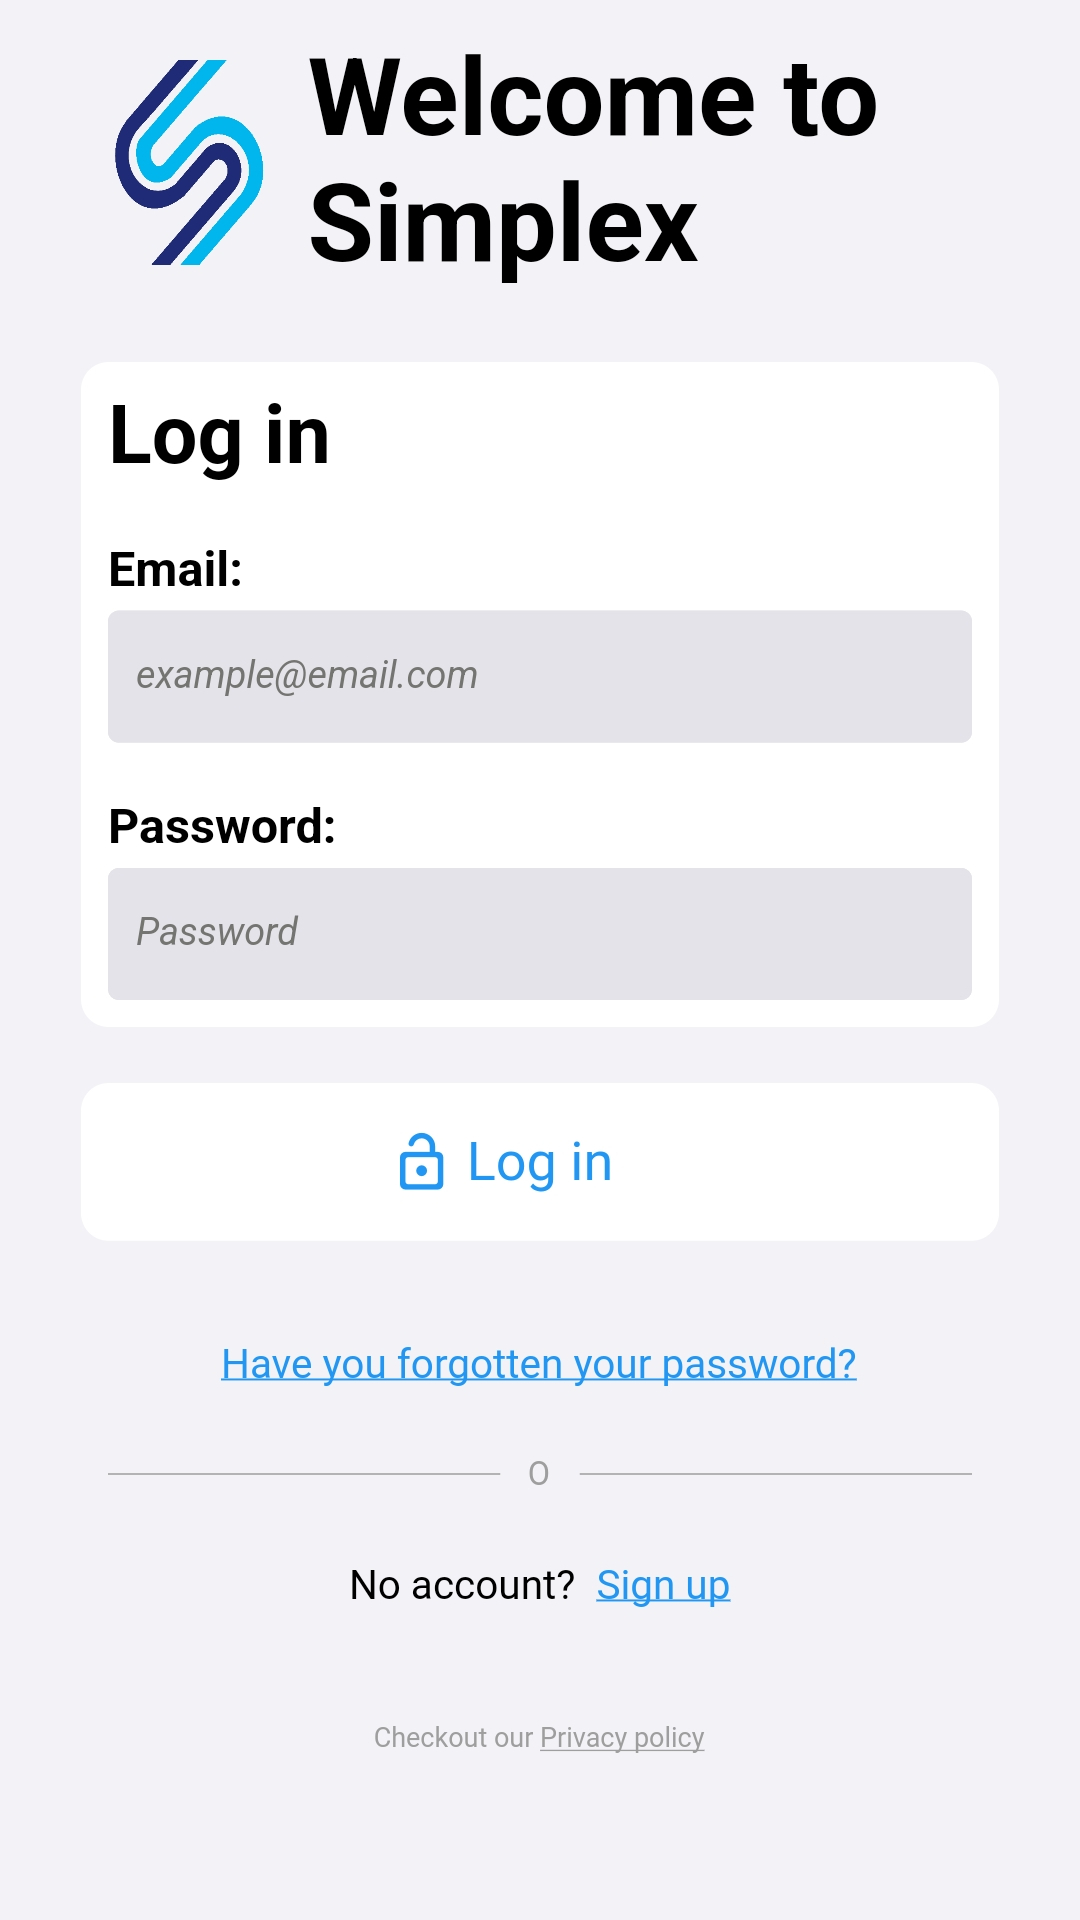 Welcome to
Simplex
Log in
Email:
example@email.com
Password:
Password
Log in
Have you forgotten your password?
O
No account? Sign up
Checkout our Privacy policy